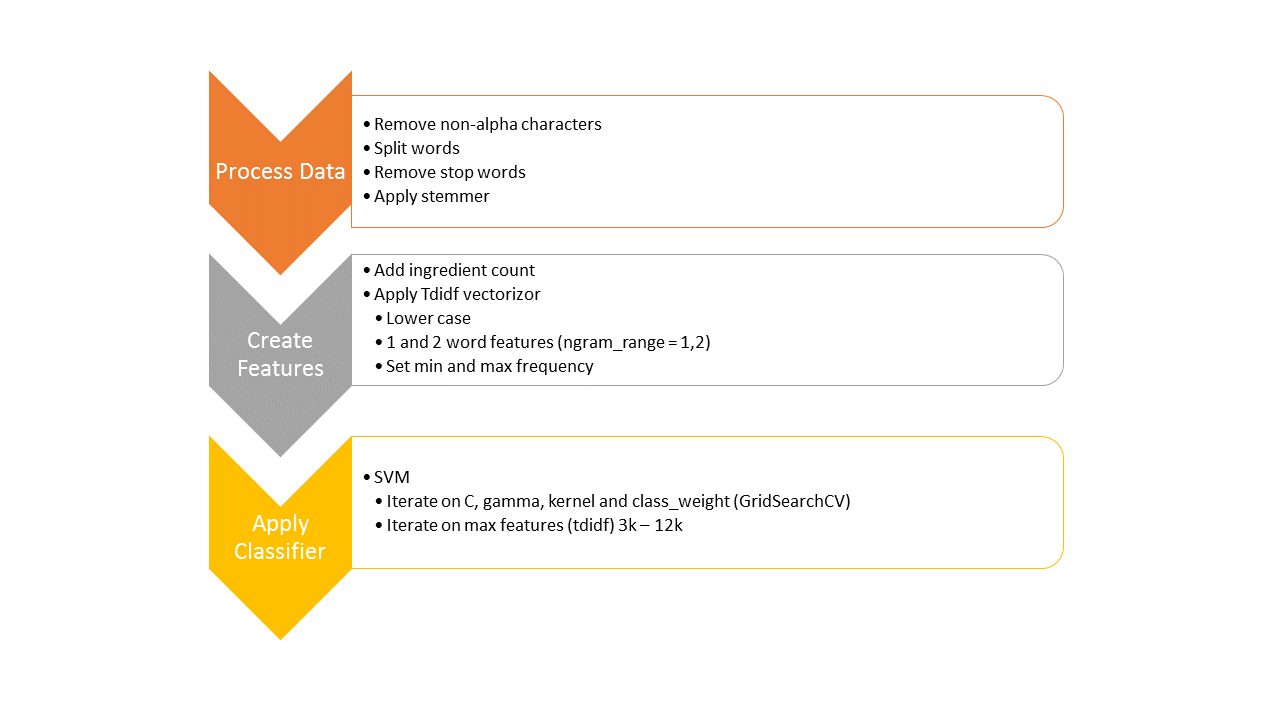 Process Data
• Remove non-alpha characters
• Split words
• Remove stop words
• Apply stemmer
Create
Features
• Add ingredient count
• Apply Tdidf vectorizor
• Lower case
• 1 and 2 word features (ngram_range = 1,2)
• Set min and max frequency
Apply
Classifier
• SVM
• Iterate on C, gamma, kernel and class_weight (GridSearchCV)
• Iterate on max features (tdidf) 3k – 12k